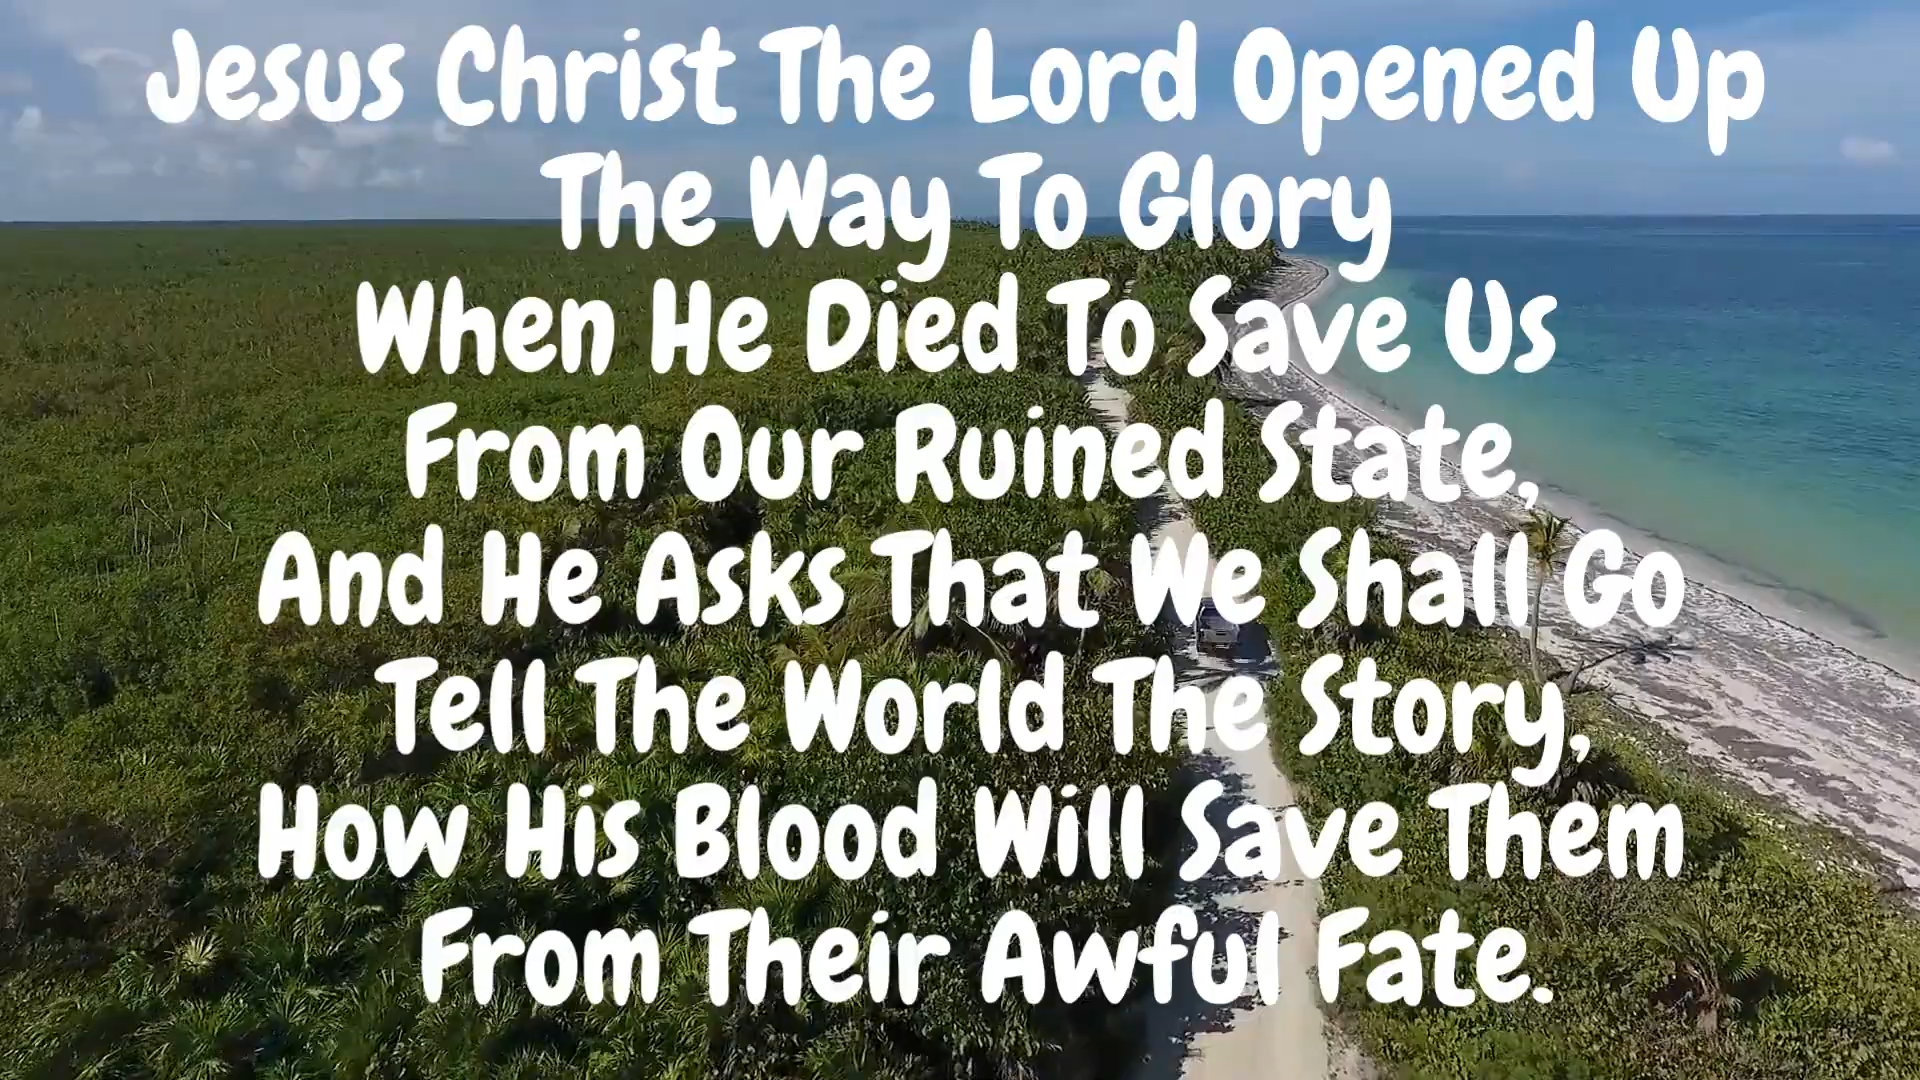 Jesus Christ The Lord Opened Up
The Way To Glory
When He Died To Save Us
From Our Ruined State,
And He Asks That We Shall Go
Tell The World The Story,
How His Blood Will Save Them
From Their Awful Fate.